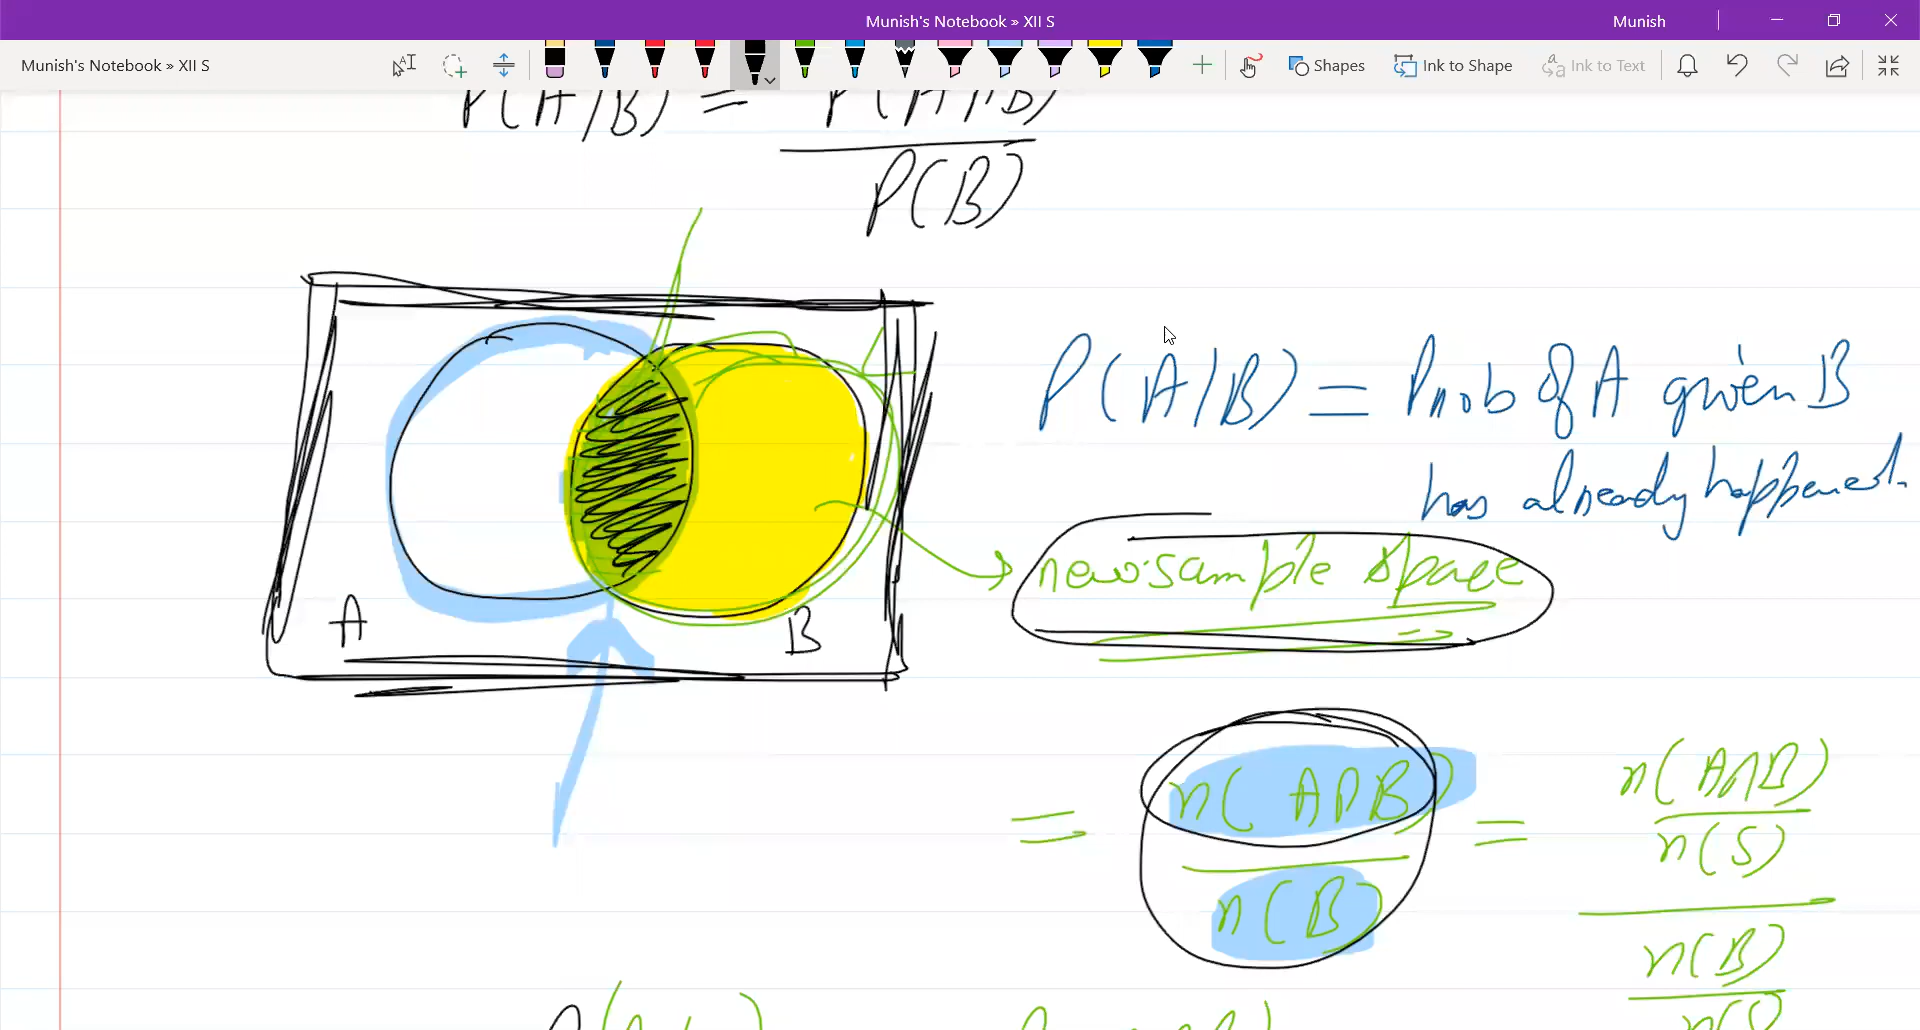 Munish's Notebook » XII S
Munish
Munish's Notebook » XII S
Shapes
Ink to Shape
Ink to Text
P(A/B) = P(A∩B)
P(B)
P(A/B) = Prob of A given B
has already happened.
new sample space
A
B
= n(A∩B) = n(A∩B)
n(S)
n(B)
n(B)
n(S)